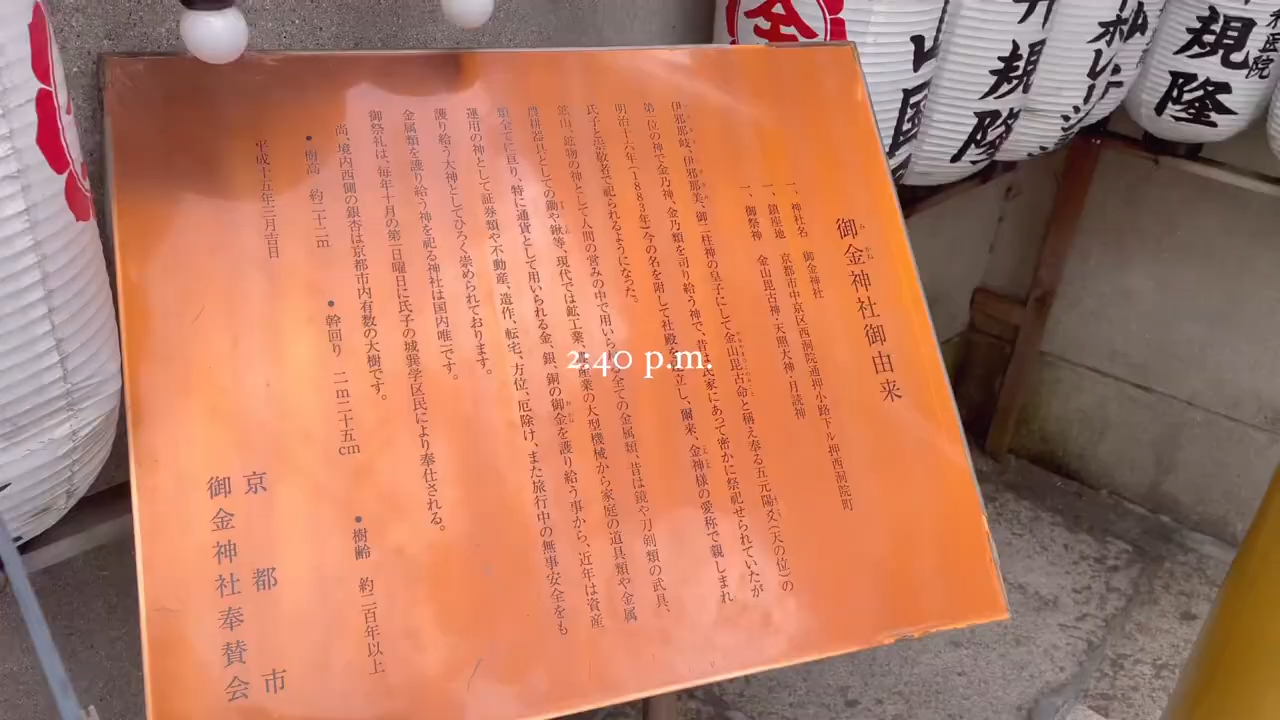 御金神社御由来
一、神社名 御金神社
一、鎮座地 京都市中京区西洞院通押小路下ル押西洞院町
一、御祭神 金山毘古神・天照大神・月読神
伊邪那岐、伊邪那美、御二柱神の皇子にして金山毘古命と称え奉る五元陽爻(天の位)の
第一位の神で金乃神、金乃類を司り給う神で、昔は氏家にあって密かに祭祀せられていたが
明治十六年(1883年)今の名を附して社殿を建立し、爾来、金神様の愛称で親しまれ
氏子と崇敬者で祀られるようになった。
鉱山、鉱物の神として人間の営みの中で用いら 全ての金属類、昔は鏡や刀剣類の武具、
農耕器具としての鋤や鍬等、現代では鉱工業、 産業の大型機械から家庭の道具類や金属
類全てに亘り、特に通貨として用いられる金、銀、銅の御金を護り給う事から、近年は資産
運用の神として証券類や不動産、造作、転宅、方位、厄除け、また旅行中の無事安全をも
護り給う大神としてひろく崇められております。
金属類を護り給う神を祀る神社は国内唯一です。
御祭礼は、毎年十月の第一日曜日に氏子の城巽学区民により奉仕される。
尚、境内西側の銀杏は京都市内有数の大樹です。
●樹高 約二十二m ●幹回り 二m二十五cm ●樹齢 約二百年以上
平成十五年三月吉日
京都市
御金神社奉賛会
2:40 p.m.
金
山国
規隆
松
規隆
医院